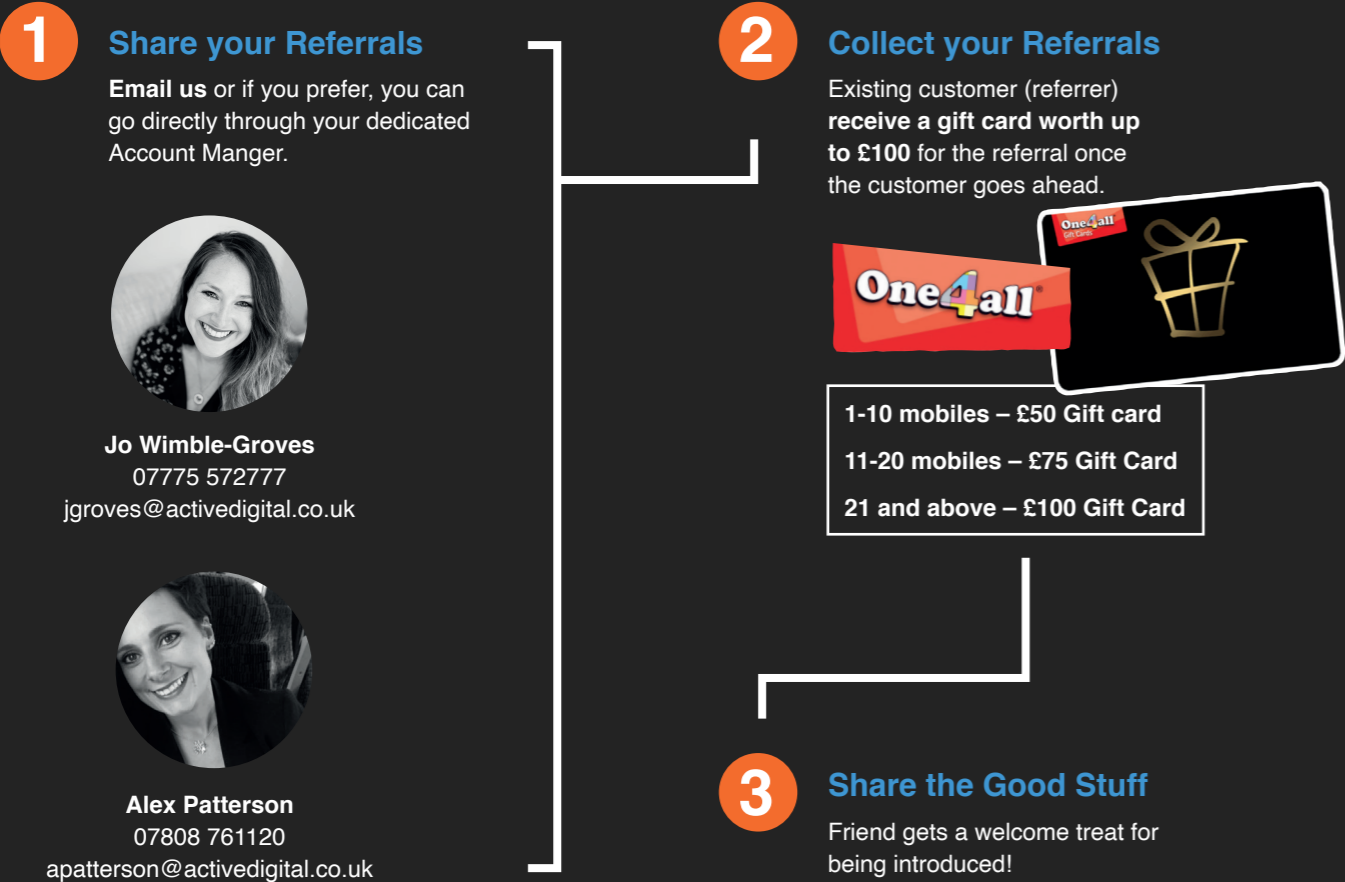 1
Share your Referrals
Email us or if you prefer, you can
go directly through your dedicated
Account Manger.
Jo Wimble-Groves
07775 572777
jgroves@activedigital.co.uk
Alex Patterson
07808 761120
apatterson@activedigital.co.uk
2
Collect your Referrals
Existing customer (referrer)
receive a gift card worth up
to £100 for the referral once
the customer goes ahead.
One4all®
One4all
Gift Cards
1-10 mobiles – £50 Gift card
11-20 mobiles – £75 Gift Card
21 and above – £100 Gift Card
3
Share the Good Stuff
Friend gets a welcome treat for
being introduced!